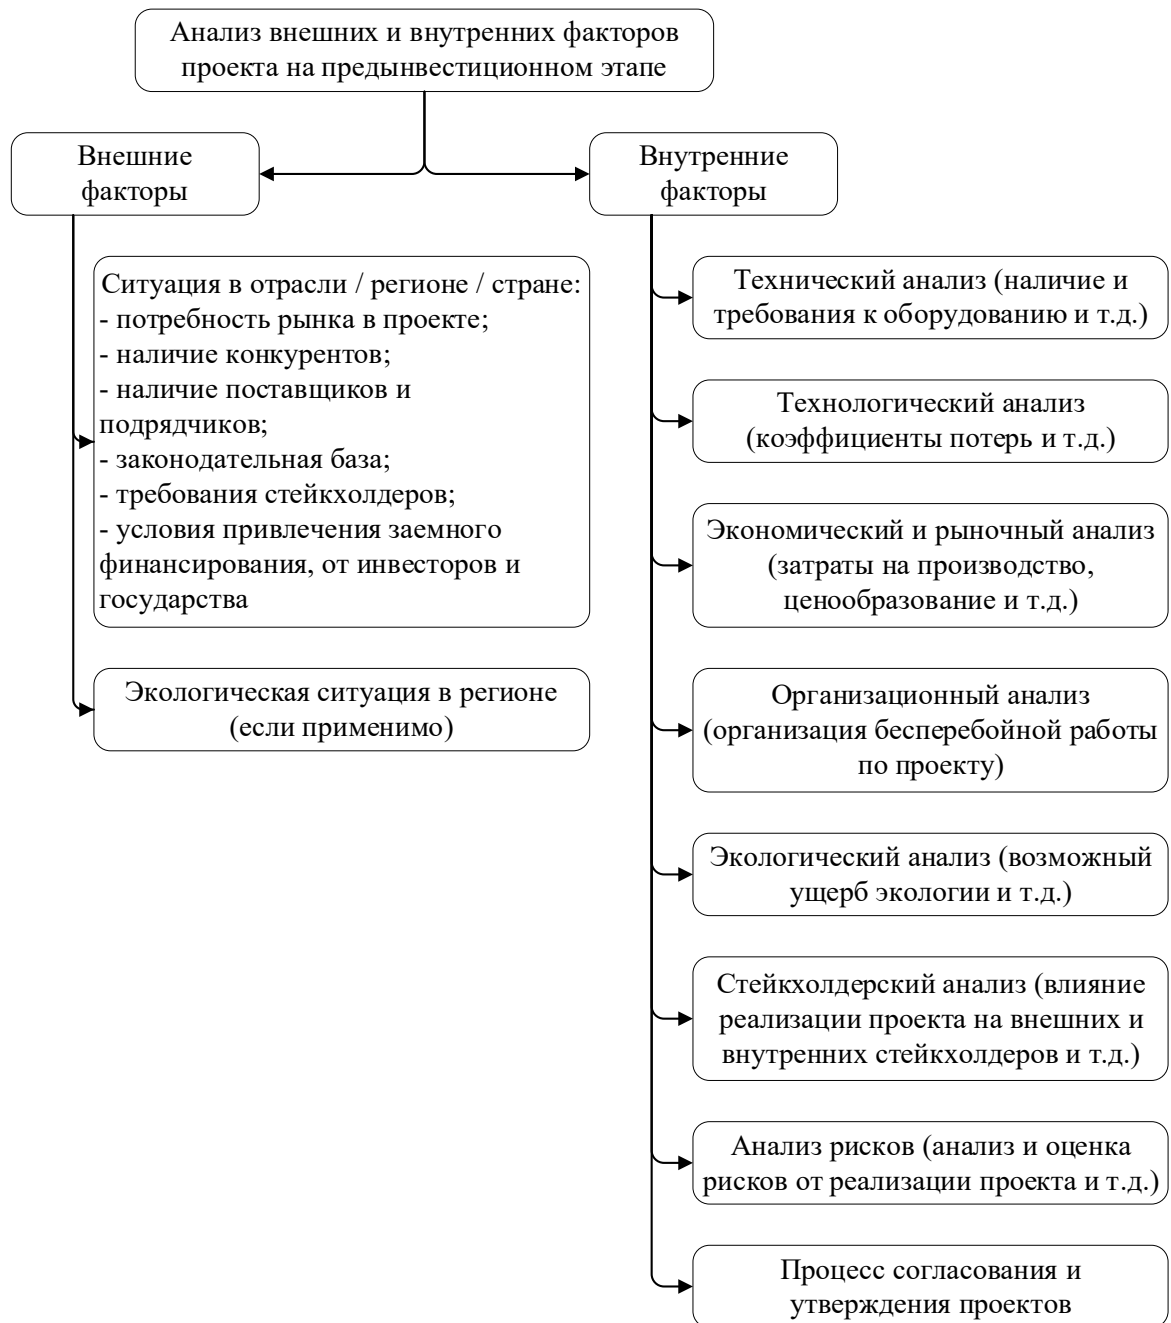 Анализ внешних и внутренних факторов
проекта на предынвестиционном этапе
Внешние
факторы
Ситуация в отрасли / регионе / стране:
- потребность рынка в проекте;
- наличие конкурентов;
- наличие поставщиков и
подрядчиков;
- законодательная база;
- требования стейкхолдеров;
- условия привлечения заемного
финансирования, от инвесторов и
государства
Экологическая ситуация в регионе
(если применимо)
Внутренние
факторы
Технический анализ (наличие и
требования к оборудованию и т.д.)
Технологический анализ
(коэффициенты потерь и т.д.)
Экономический и рыночный анализ
(затраты на производство,
ценообразование и т.д.)
Организационный анализ
(организация бесперебойной работы
по проекту)
Экологический анализ (возможный
ущерб экологии и т.д.)
Стейкхолдерский анализ (влияние
реализации проекта на внешних и
внутренних стейкхолдеров и т.д.)
Анализ рисков (анализ и оценка
рисков от реализации проекта и т.д.)
Процесс согласования и
утверждения проектов